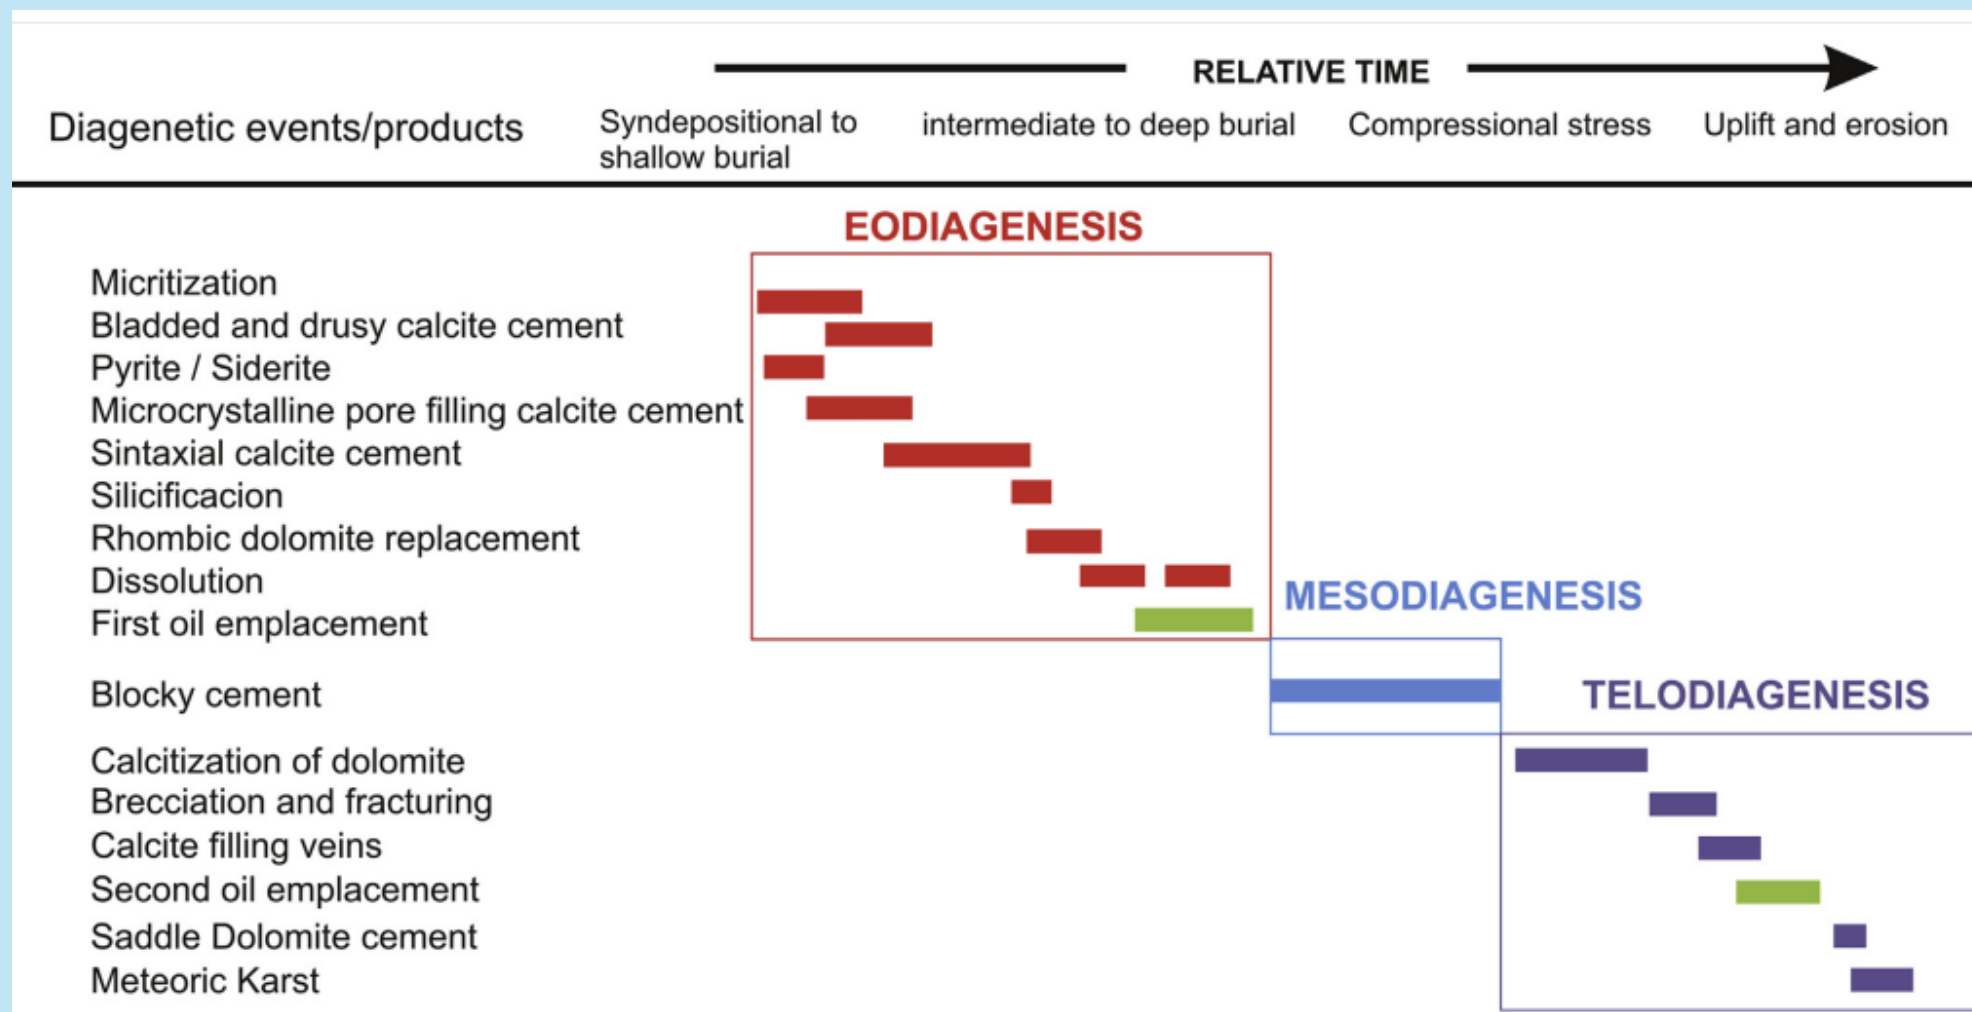 RELATIVE TIME
Diagenetic events/products
Syndepositional to
shallow burial
intermediate to deep burial
Compressional stress
Uplift and erosion
EODIAGENESIS
Micritization
Bladded and drusy calcite cement
Pyrite / Siderite
Microcrystalline pore filling calcite cement
Sintaxial calcite cement
Silicificacion
Rhombic dolomite replacement
Dissolution
MESODIAGENESIS
First oil emplacement
Blocky cement
TELODIAGENESIS
Calcitization of dolomite
Brecciation and fracturing
Calcite filling veins
Second oil emplacement
Saddle Dolomite cement
Meteoric Karst